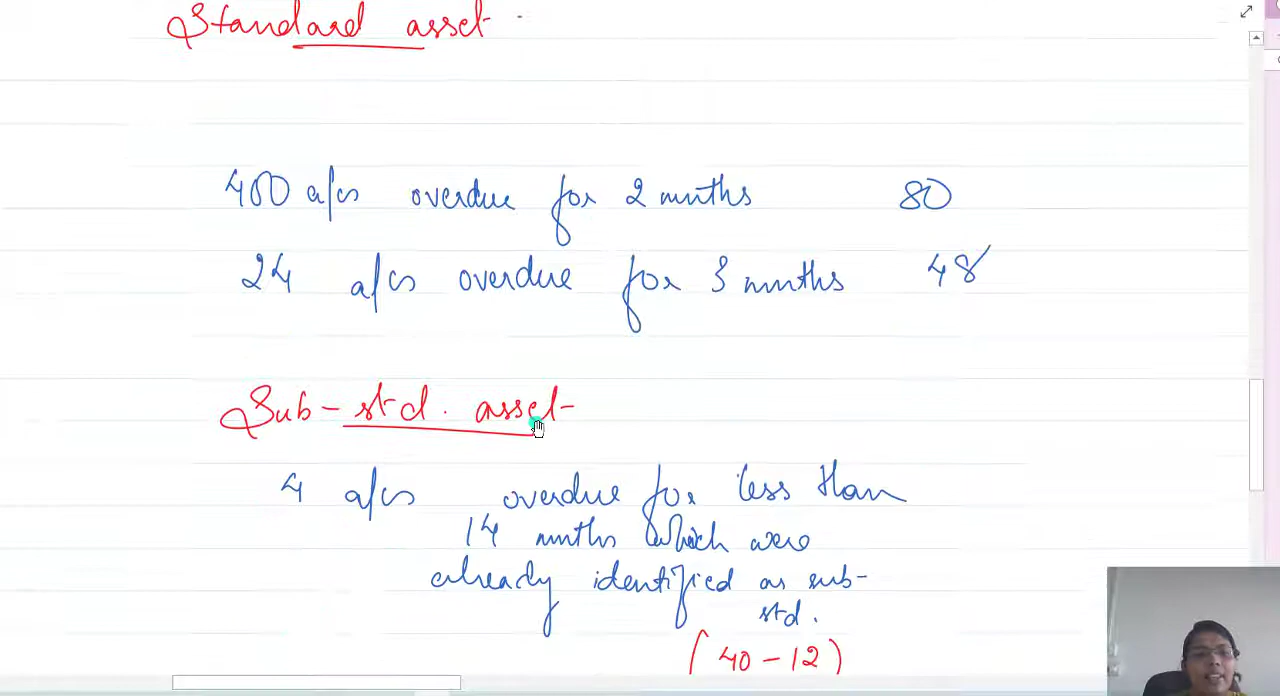 Standard asset
400 a/cs overdue for 2 mnths 80
24 a/cs overdue for 3 mnths 48
Sub-std. asset
4 a/cs overdue for less than
14 mnths which were
already identified as sub-
std.
(40-12)